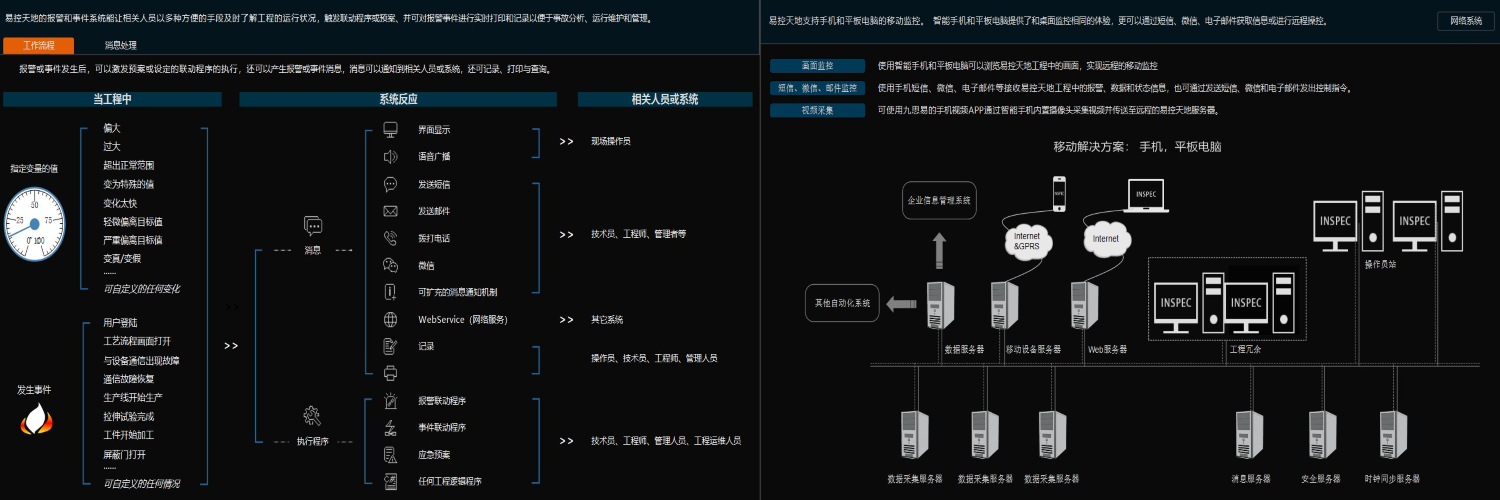 易控天地的报警和事件系统能让相关人员以多种方便的手段及时了解工程的运行状况，触发联动程序或预案、并可对报警事件进行实时打印和记录以便于事故分析、运行维护和管理。
工作流程
消息处理
报警或事件发生后，可以激发预案或设定的联动程序的执行，还可以产生报警或事件消息，消息可以通知到相关人员或系统，还可记录、打印与查询。
当工程中
系统反应
相关人员或系统
指定变量的值
50
25
75
0
100
偏大
过大
超出正常范围
变为特殊的值
变化太快
轻微偏离目标值
严重偏离目标值
变真/变假
......
可自定义的任何变化
发生事件
用户登陆
工艺流程画面打开
与设备通信出现故障
通信故障恢复
生产线开始生产
拉伸试验完成
工件开始加工
屏蔽门打开
......
可自定义的任何情况
>>
消息
执行程序
界面显示
语音广播
发送短信
发送邮件
拨打电话
微信
可扩充的消息通知机制
WebService（网络服务）
记录
报警联动程序
事件联动程序
应急预案
任何工程逻辑程序
>> 现场操作员
>> 技术员、工程师、管理者等
>> 其它系统
操作员、技术员、工程师、管理人员
>> 技术员、工程师、管理人员、工程运维人员
易控天地支持手机和平板电脑的移动监控。 智能手机和平板电脑提供了和桌面监控相同的体验，更可以通过短信、微信、电子邮件获取信息或进行远程操控。
网络系统
画面监控
使用智能手机和平板电脑可以浏览易控天地工程中的画面，实现远程的移动监控
短信、微信、邮件监控
使用手机短信、微信、电子邮件等接收易控天地工程中的报警、数据和状态信息，也可通过发送短信、微信和电子邮件发出控制指令。
视频采集
可使用九思易的手机视频APP通过智能手机内置摄像头采集视频并传送至远程的易控天地服务器。
移动解决方案： 手机，平板电脑
企业信息管理系统
INSPEC
INSPEC
Internet
&GPRS
Internet
INSPEC
INSPEC
操作员站
其他自动化系统
INSPEC
INSPEC
数据服务器
移动设备服务器
Web服务器
工程冗余
数据采集服务器
数据采集服务器
数据采集服务器
消息服务器
安全服务器
时钟同步服务器